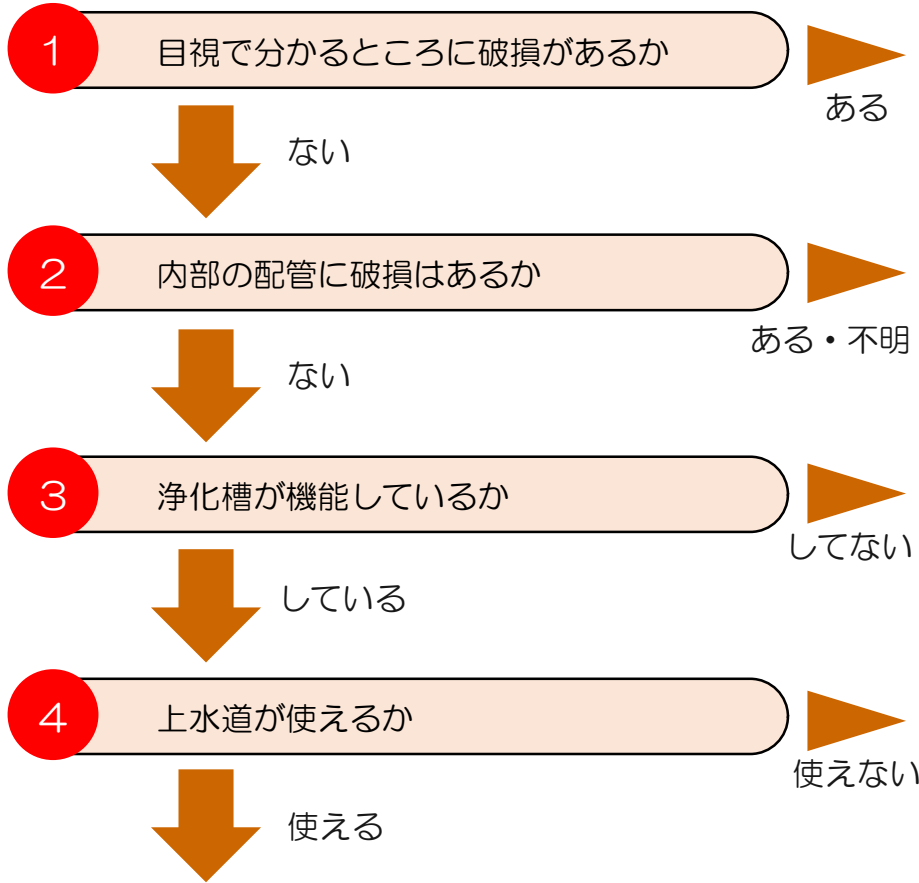 1 目視で分かるところに破損があるか
ある
ない
2 内部の配管に破損はあるか
ある・不明
ない
3 浄化槽が機能しているか
してない
している
4 上水道が使えるか
使えない
使える